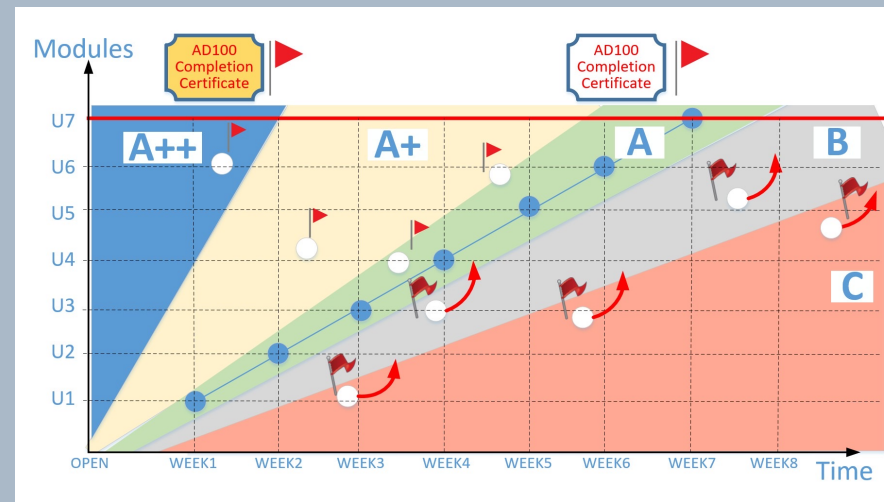 Modules
AD100
Completion
Certificate
AD100
Completion
Certificate
U7
A++
A+
A
B
U6
U5
U4
C
U3
U2
U1
OPEN
WEEK1
WEEK2
WEEK3
WEEK4
WEEK5
WEEK6
WEEK7
WEEK8
Time